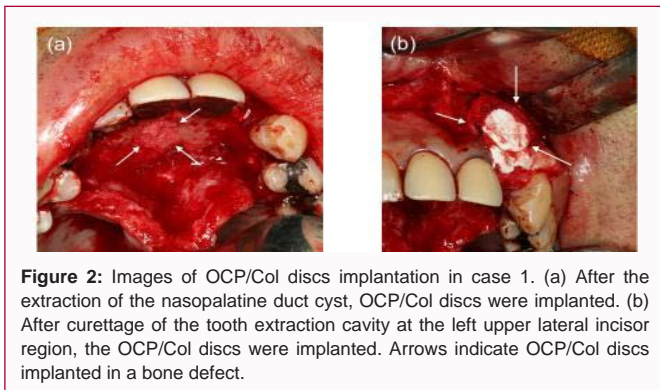 (a)
(b)
Figure 2: Images of OCP/Col discs implantation in case 1. (a) After the
extraction of the nasopalatine duct cyst, OCP/Col discs were implanted. (b)
After curettage of the tooth extraction cavity at the left upper lateral incisor
region, the OCP/Col discs were implanted. Arrows indicate OCP/Col discs
implanted in a bone defect.